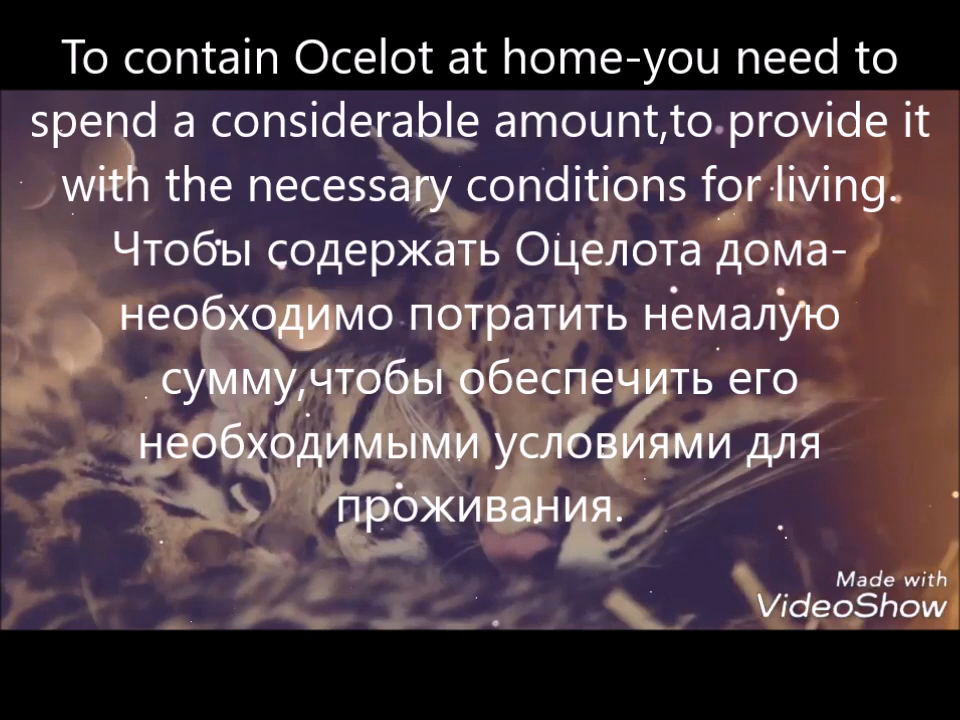 To contain Ocelot at home-you need to
spend a considerable amount,to provide it
with the necessary conditions for living.
Чтобы содержать Оцелота дома-
необходимо потратить немалую
сумму,чтобы обеспечить его
необходимыми условиями для
проживания.
Made with
VideoShow